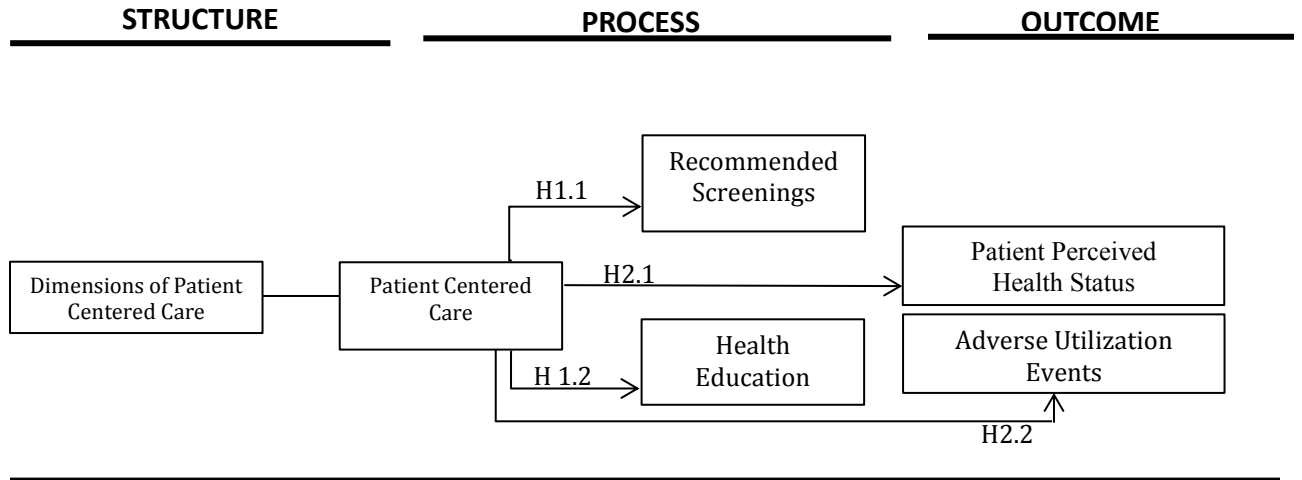 STRUCTURE
PROCESS
OUTCOME
Recommended
Screenings
H1.1
Patient Perceived
Health Status
H2.1
Dimensions of Patient
Centered Care
Patient Centered
Care
Health
Education
H 1.2
Adverse Utilization
Events
H2.2